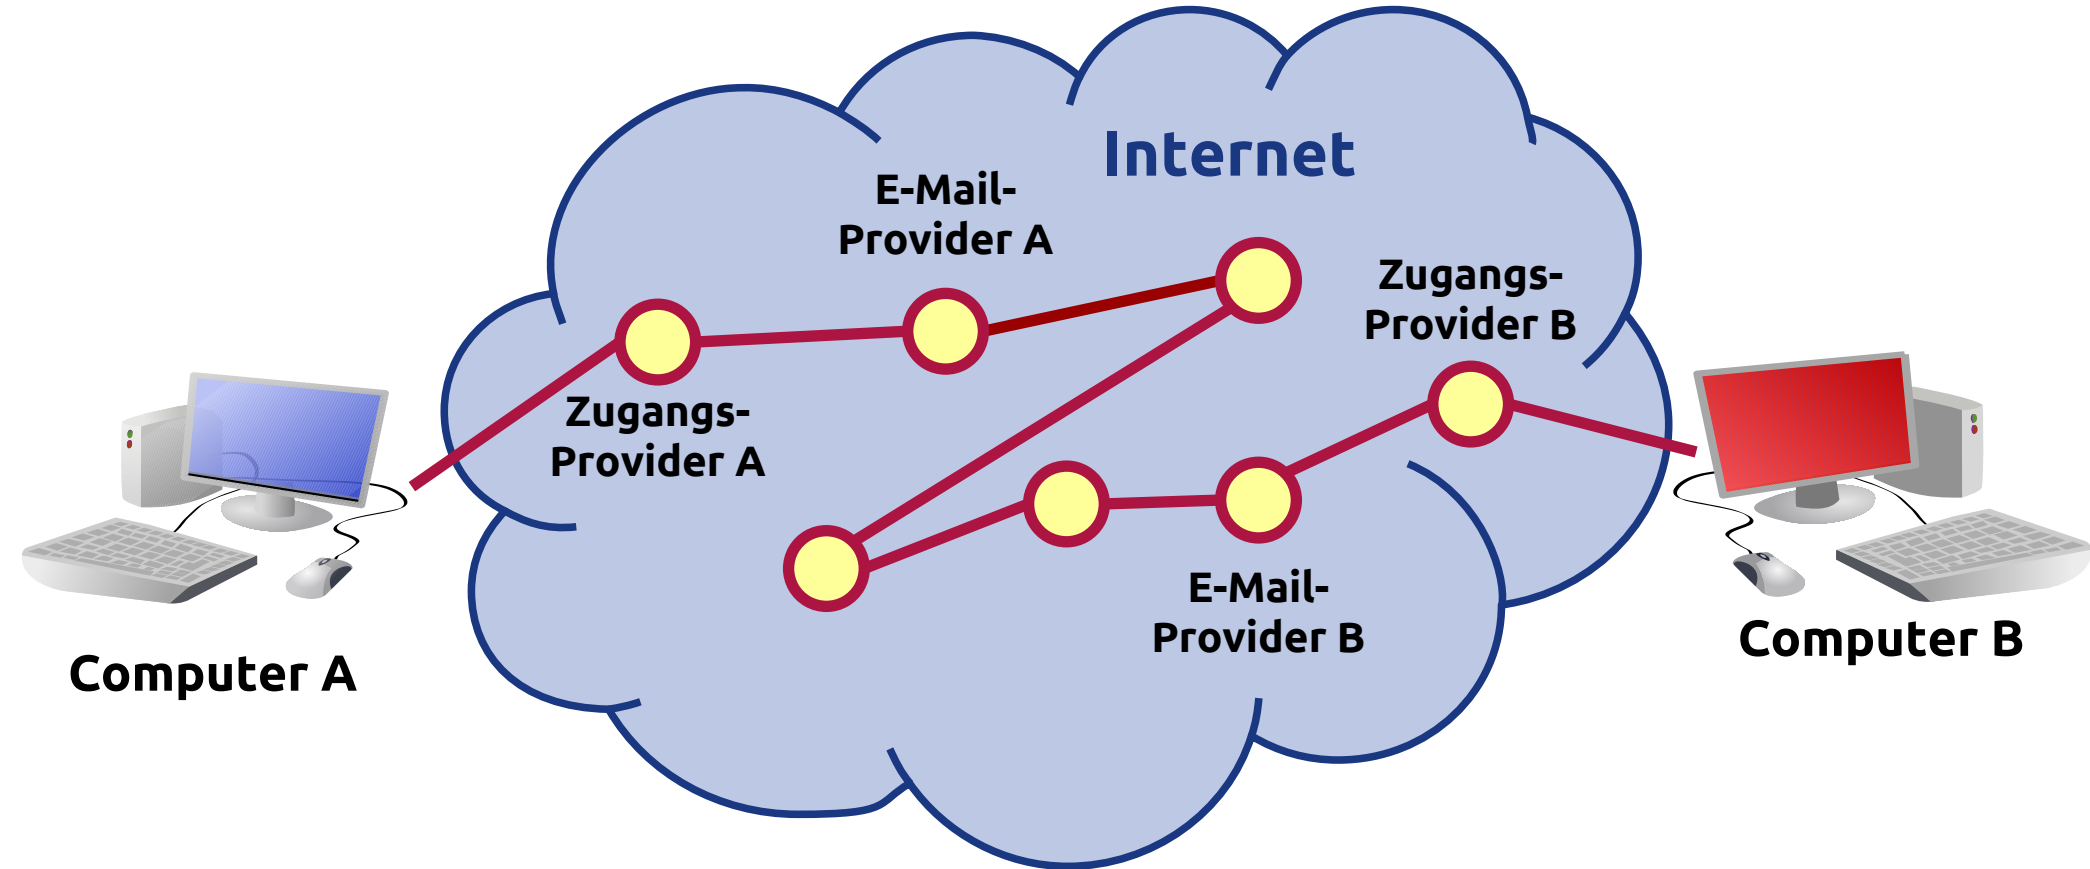 Internet
E-Mail-
Provider A
Zugangs-
Provider B
Zugangs-
Provider A
E-Mail-
Provider B
Computer A
Computer B